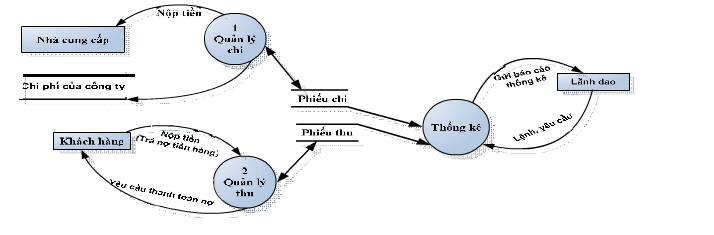 Nộp tiền
1
Quản lý
chi
Nhà cung cấp
Chi phí của công ty
Phiếu chi
Phiếu thu
Thống kê
Gửi báo cáo
thống kê
Lãnh đạo
Lệnh, yêu cầu
Khách hàng
Nộp tiền
(Trả nợ tiền hàng)
2
Quản lý
thu
Yêu cầu thanh toán nợ